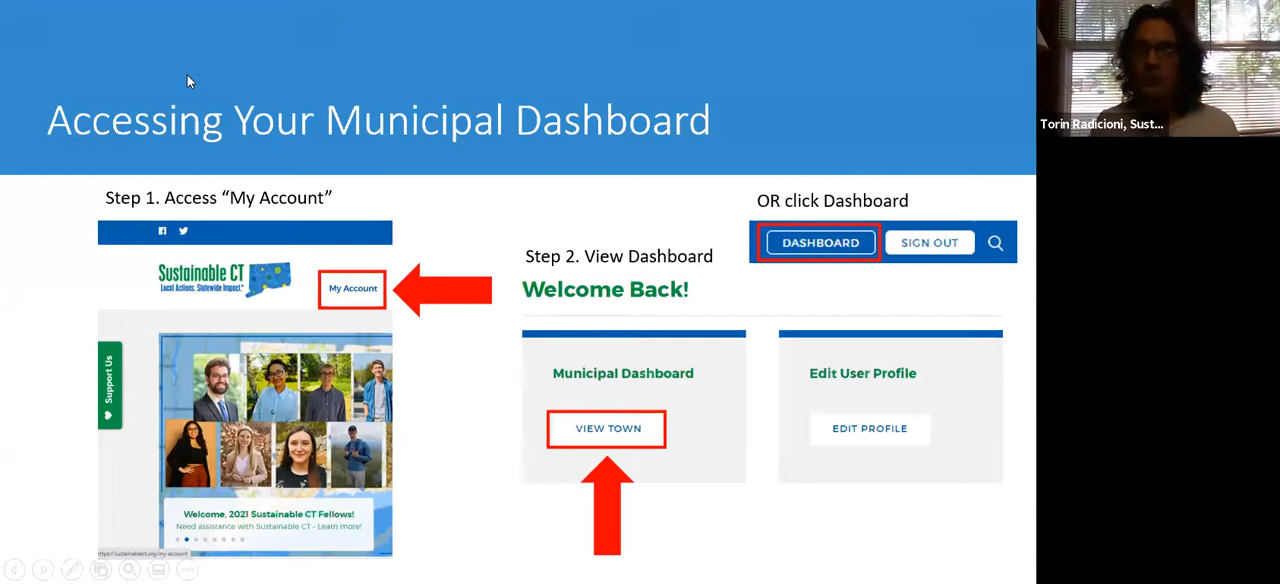 Accessing Your Municipal Dashboard
Torin Radicioni, Sust...
Step 1. Access “My Account”
Sustainable CT
Local Actions. Statewide Impact.
My Account
Support Us
Welcome, 2021 Sustainable CT Fellows!
Need assistance with Sustainable CT - Learn more!
https://sustainablect.org/my-account
OR click Dashboard
DASHBOARD
SIGN OUT
Step 2. View Dashboard
Welcome Back!
Municipal Dashboard
VIEW TOWN
Edit User Profile
EDIT PROFILE